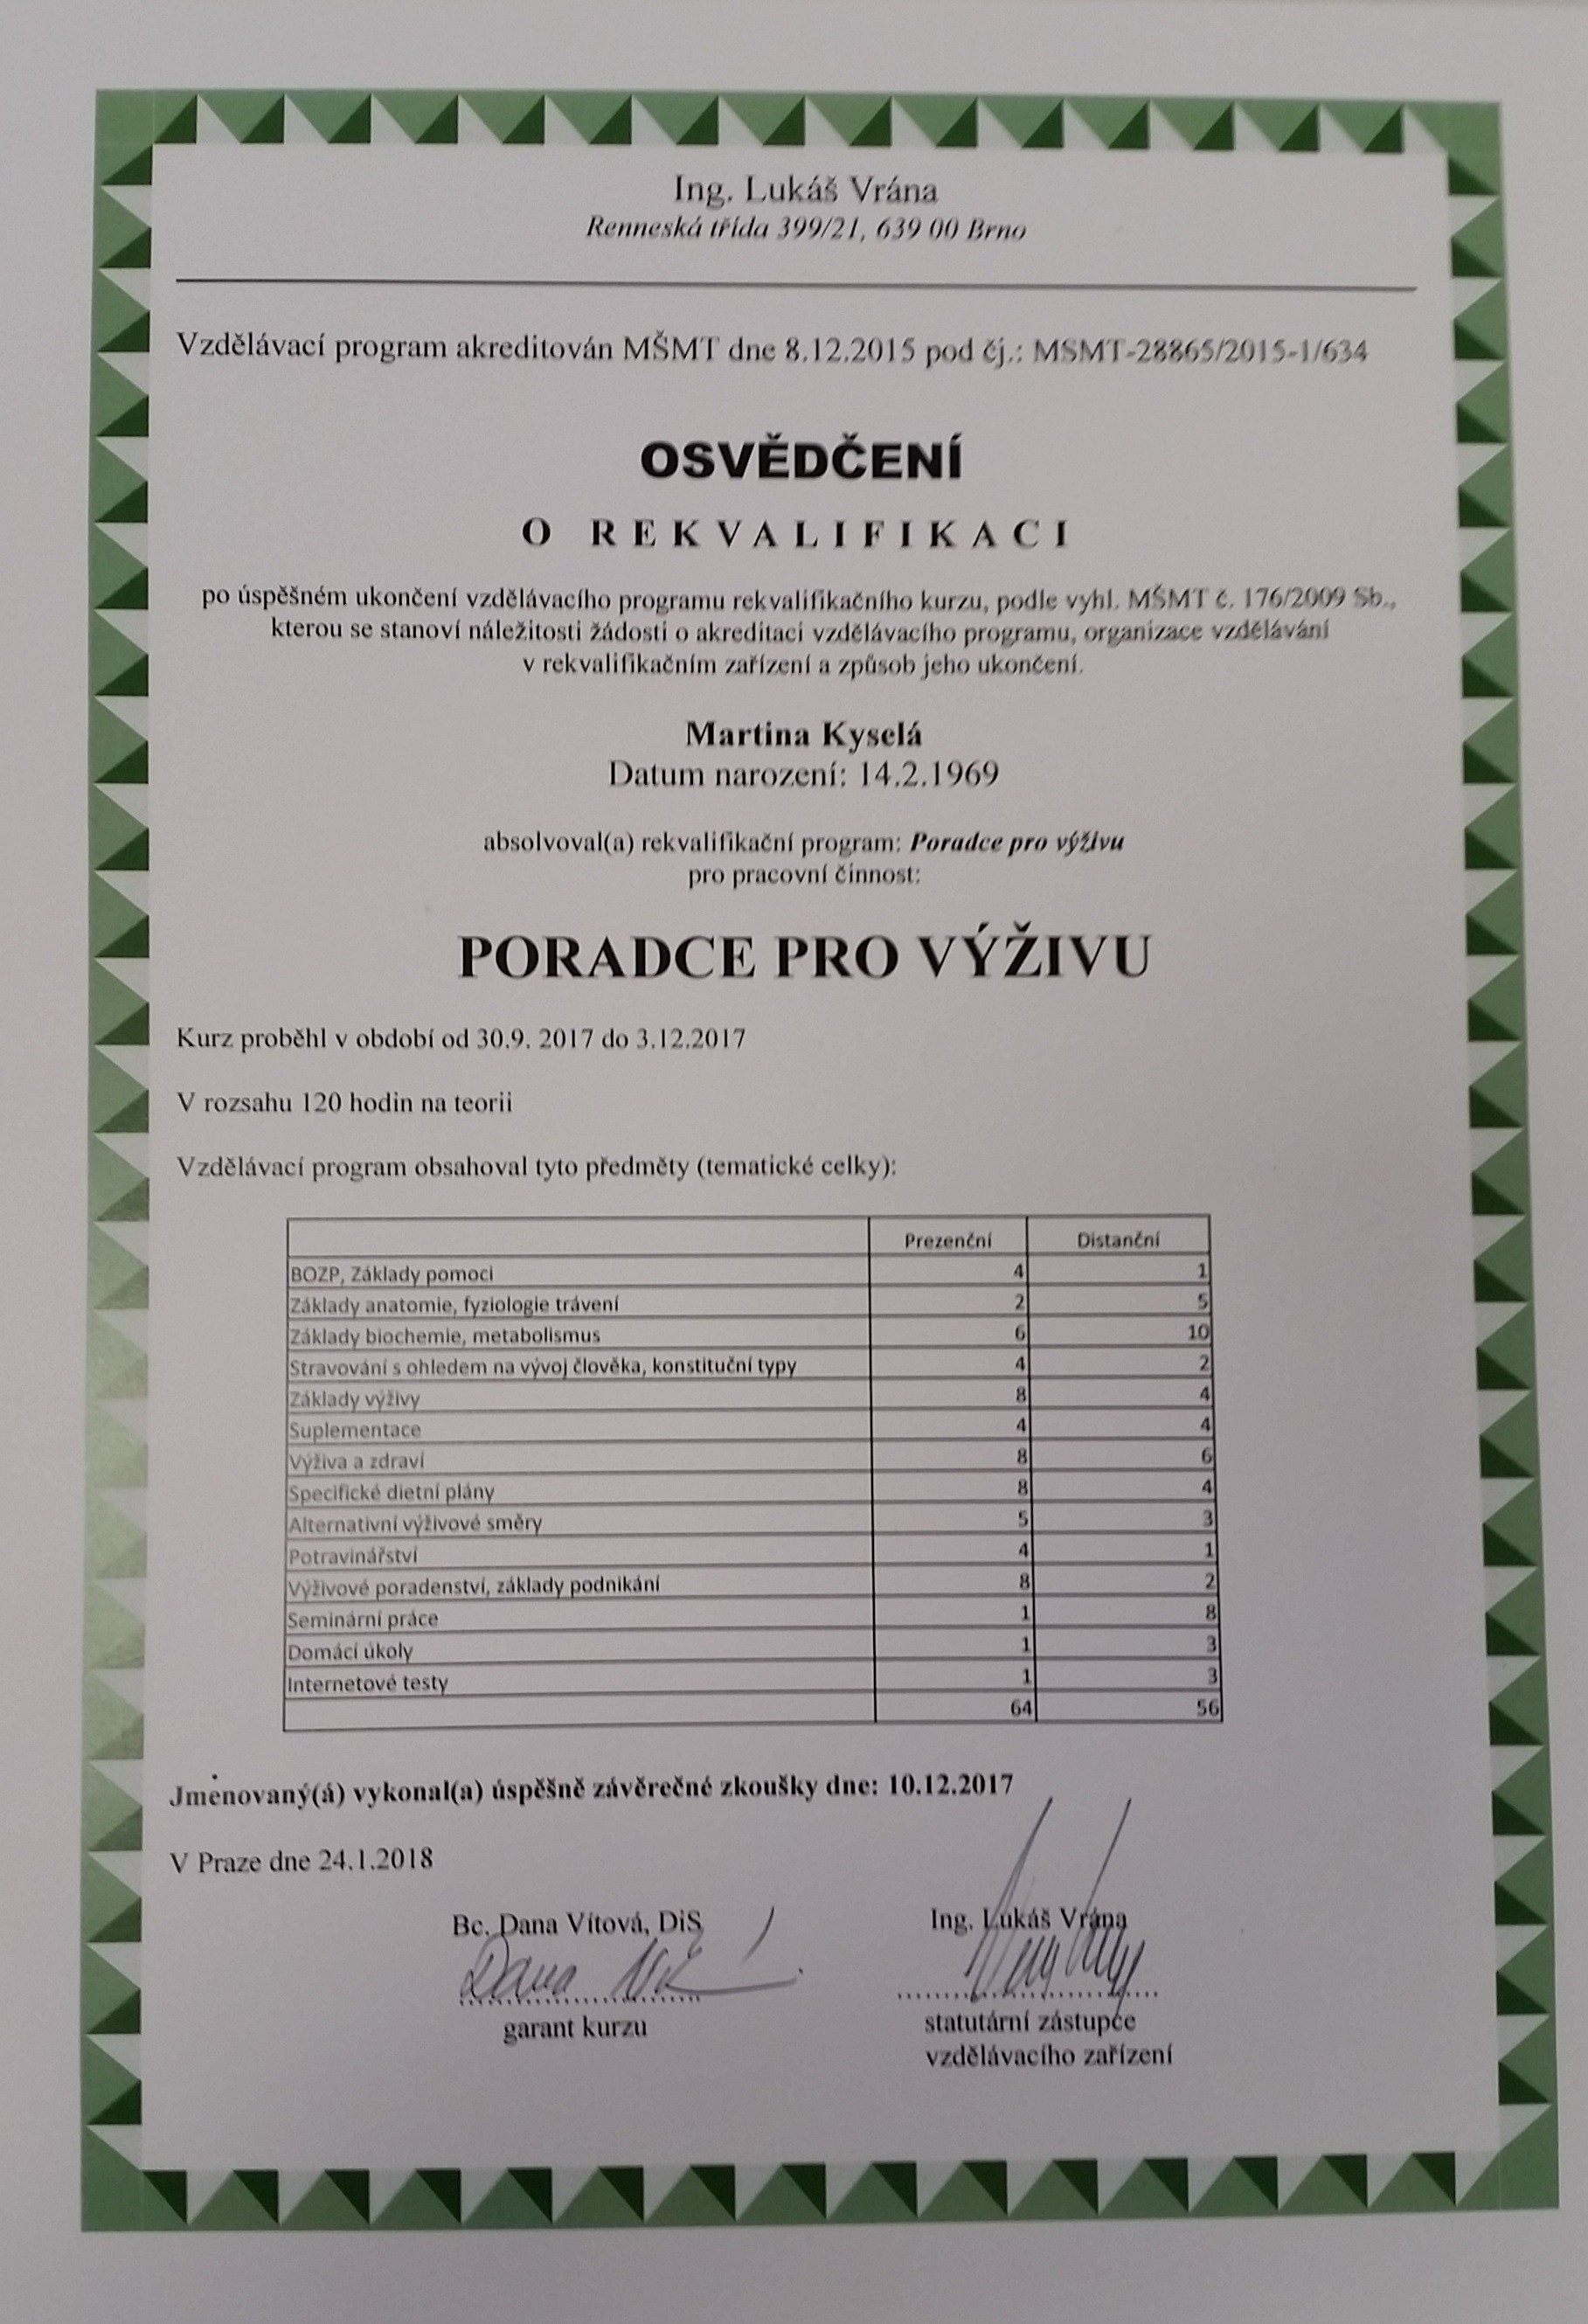 Ing. Lukáš Vrána
Renneská třída 399/21, 639 00 Brno
Vzdělávací program akreditován MŠMT dne 8.12.2015 pod čj.: MSMT-28865/2015-1/634
OSVĚDČENÍ
O REKVALIFIKACI
po úspěšném ukončení vzdělávacího programu rekvalifikačního kurzu, podle vyhl. MŠMT č. 176/2009 Sb.,
kterou se stanoví náležitosti žádosti o akreditaci vzdělávacího programu, organizace vzdělávání
v rekvalifikačním zařízení a způsob jeho ukončení.
Martina Kyselá
Datum narození: 14.2.1969
absolvoval(a) rekvalifikační program: Poradce pro výživu
pro pracovní činnost:
PORADCE PRO VÝŽIVU
Kurz proběhl v období od 30.9. 2017 do 3.12.2017
V rozsahu 120 hodin na teorii
Vzdělávací program obsahoval tyto předměty (tematické celky):
Prezenční Distanční
BOZP, Základy pomoci 4 1
Základy anatomie, fyziologie trávení 2 5
Základy biochemie, metabolismus 6 10
Stravování s ohledem na vývoj člověka, konstituční typy 4 2
Základy výživy 8 4
Suplementace 4 4
Výživa a zdraví 8 6
Specifické dietní plány 8 4
Alternativní výživové směry 5 3
Potravinářství 4 1
Výživové poradenství, základy podnikání 8 2
Seminární práce 1 8
Domácí úkoly 1 3
Internetové testy 1 3
64 56
Jmenovaný(á) vykonal(a) úspěšně závěrečné zkoušky dne: 10.12.2017
V Praze dne 24.1.2018
Bc. Dana Vítová, DiS Ing. Lukáš Vrána
Dana
garant kurzu statutární zástupce
vzdělávacího zařízení